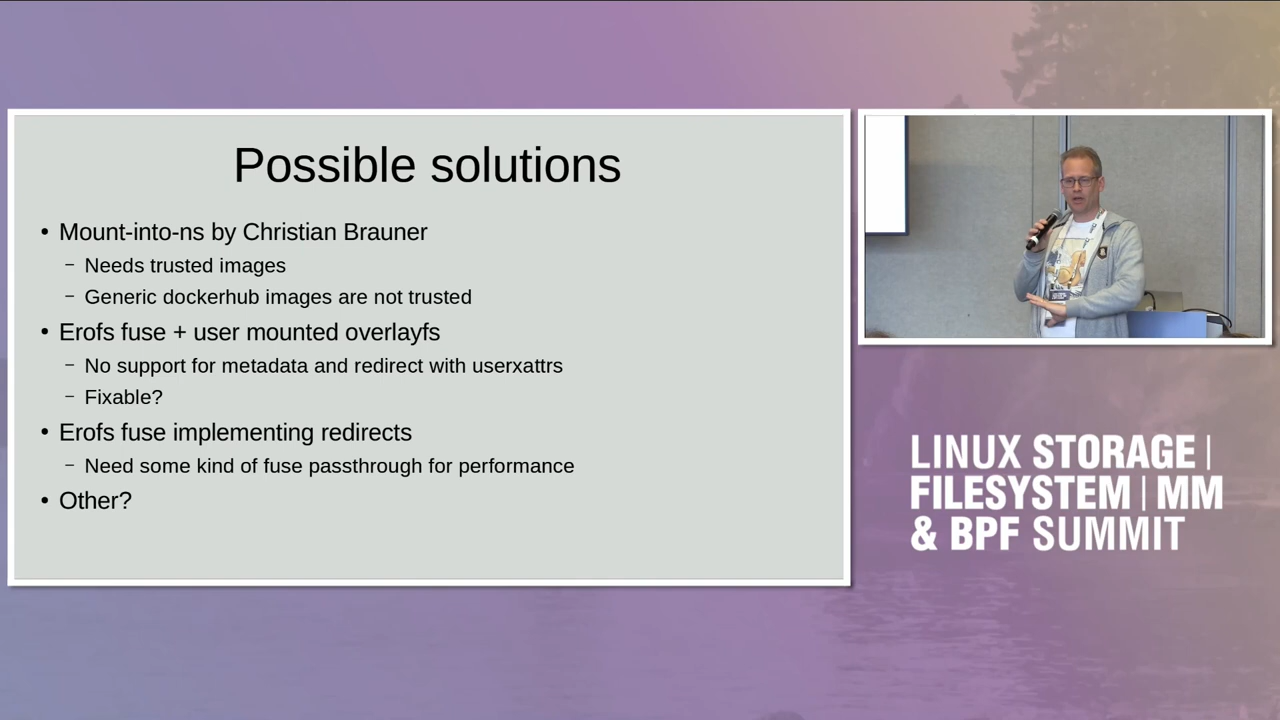 Possible solutions
• Mount-into-ns by Christian Brauner
– Needs trusted images
– Generic dockerhub images are not trusted
• Erofs fuse + user mounted overlayfs
– No support for metadata and redirect with userxattrs
– Fixable?
• Erofs fuse implementing redirects
– Need some kind of fuse passthrough for performance
• Other?
LINUX STORAGE |
FILESYSTEM | MM
& BPF SUMMIT